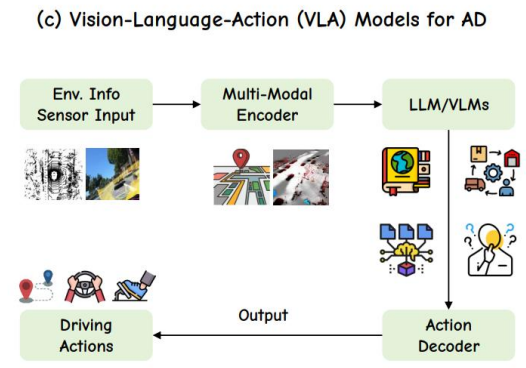 (c) Vision-Language-Action (VLA) Models for AD
Env. Info
Sensor Input
Multi-Modal
Encoder
LLM/VLMs
Output
Driving
Actions
Action
Decoder